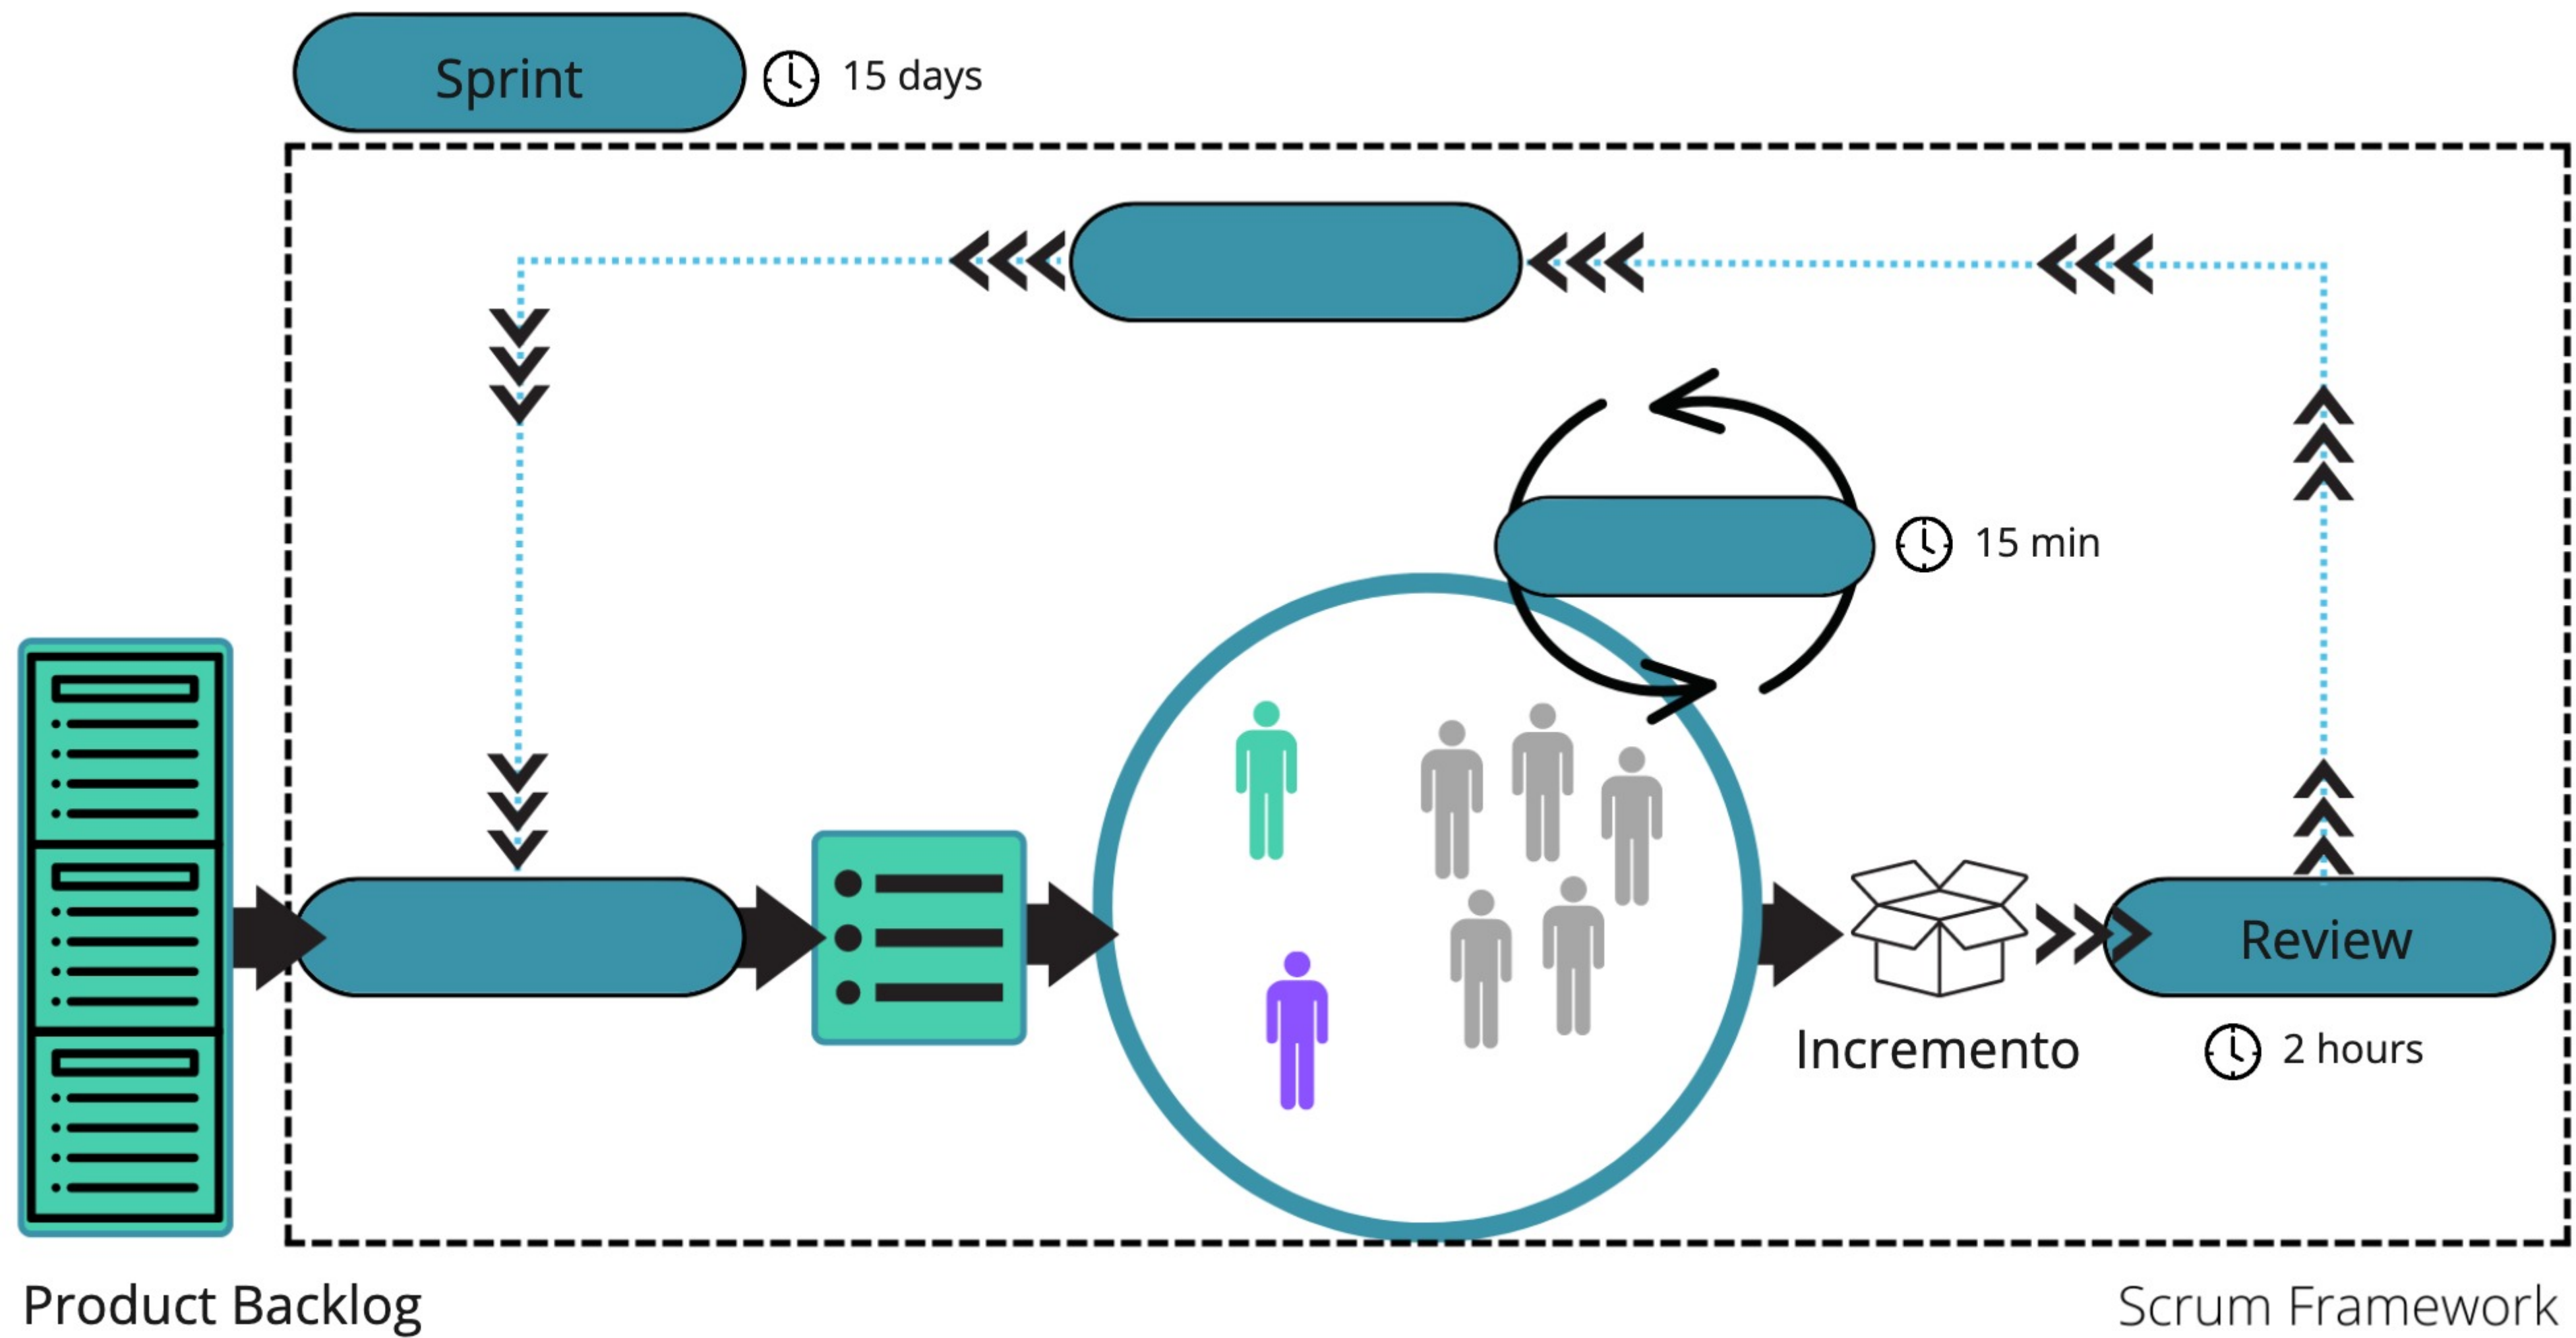 Sprint
15 days
15 min
Review
Incremento
2 hours
Product Backlog
Scrum Framework